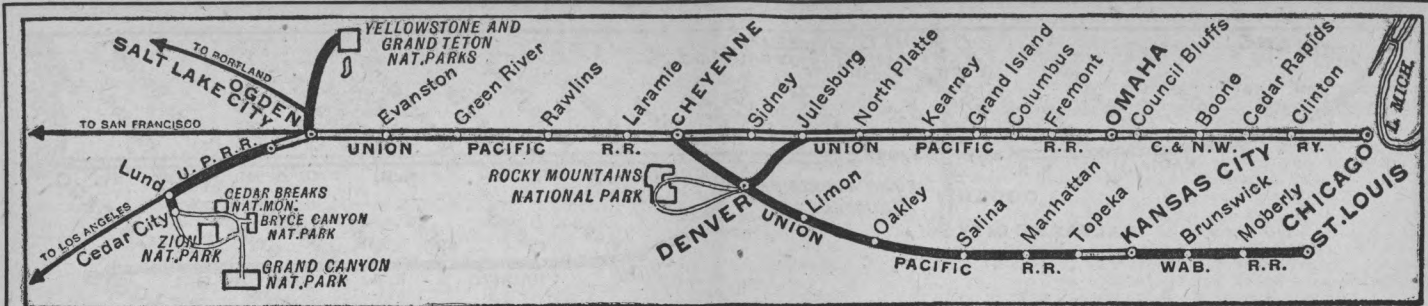 YELLOWSTONE AND
GRAND TETON
NAT. PARKS
TO PORTLAND
SALT LAKE
CITY
OGDEN
TO SAN FRANCISCO
Evanston
Green River
Rawlins
Laramie
CHEYENNE
Sidney
Julesburg
North Platte
Kearney
Grand Island
Columbus
Fremont
OMAHA
Council Bluffs
Boone
Cedar Rapids
Clinton
L. MICH.
UNION PACIFIC R.R. UNION PACIFIC R.R. C.& N.W. RY.
CHICAGO
U. P. R. R.
Lund
TO LOS ANGELES
Cedar City
CEDAR BREAKS
NAT. MON.
BRYCE CANYON
NAT. PARK
ZION
NAT. PARK
GRAND CANYON
NAT. PARK
ROCKY MOUNTAINS
NATIONAL PARK
DENVER
Limon
Oakley
Salina
Manhattan
Topeka
KANSAS CITY
Brunswick
Moberly
ST. LOUIS
UNION PACIFIC R.R. WAB. R.R.